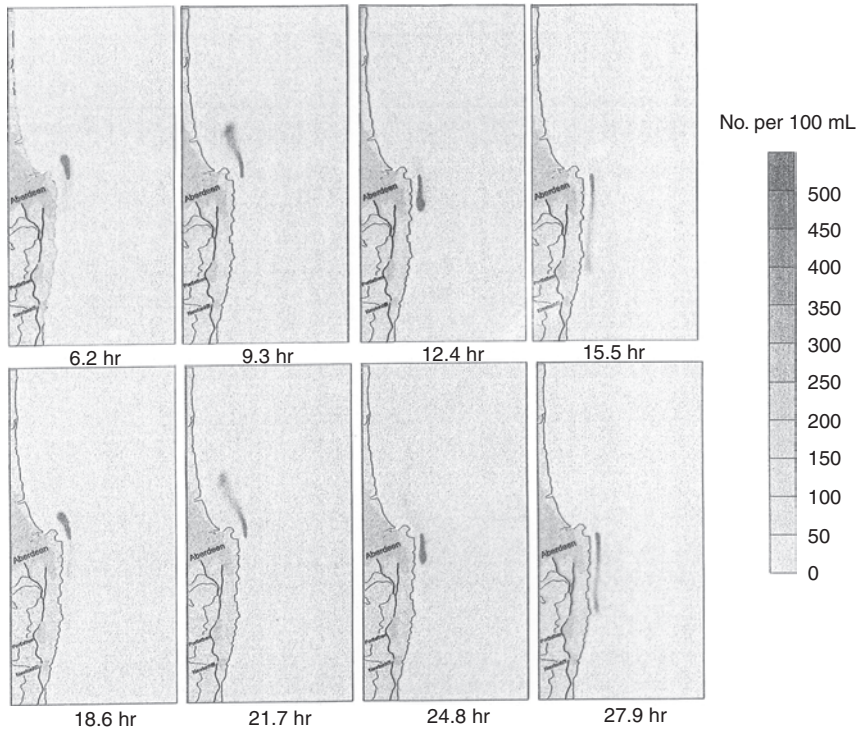 No. per 100 mL
500
450
400
350
300
250
200
150
100
50
0
Aberdeen
Aberdeen
Aberdeen
Aberdeen
6.2 hr
9.3 hr
12.4 hr
15.5 hr
Aberdeen
Aberdeen
Aberdeen
Aberdeen
18.6 hr
21.7 hr
24.8 hr
27.9 hr